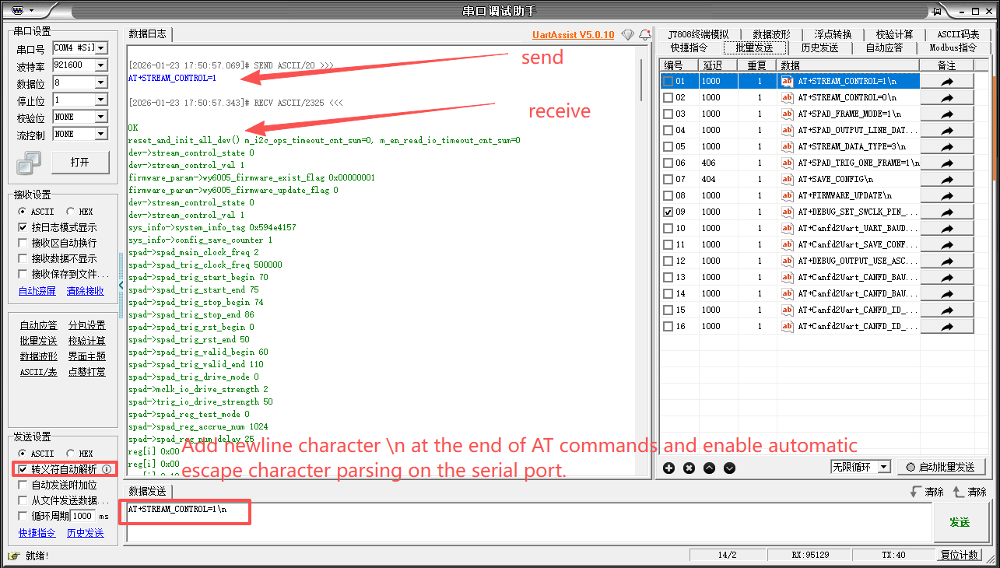 串口调试助手
串口设置
串口号 COM4 #Sil
波特率 921600
数据位 8
停止位 1
校验位 NONE
流控制 NONE
打开
接收设置
ASCII HEX
按日志模式显示
接收区自动换行
接收数据不显示
接收保存到文件...
自动滚屏 清除接收
自动应答 分包设置
批量发送 校验计算
数据波形 界面主题
ASCII/表 点赞打赏
发送设置
ASCII HEX
转义符自动解析
自动发送附加位
从文件发送数据...
循环周期 1000 ms
快捷指令 历史发送
就绪!
数据日志
UartAssist V5.0.10
[2026-01-23 17:50:57.069]# SEND ASCII/20 >>>
AT+STREAM_CONTROL=1
send
[2026-01-23 17:50:57.343]# RECV ASCII/2325 <<<
receive
OK
reset_and_init_all_dev() m_i2c_ops_timeout_cnt_sum=0, m_en_read_io_timeout_cnt_sum=0
dev->stream_control_state 0
dev->stream_control_val 1
firmware_param->wy6005_firmware_exist_flag 0x00000001
firmware_param->wy6005_firmware_update_flag 0
dev->stream_control_state 0
dev->stream_control_val 1
sys_info->system_info_tag 0x594e4157
sys_info->config_save_counter 1
spad->spad_main_clock_freq 2
spad->spad_trig_clock_freq 500000
spad->spad_trig_start_begin 70
spad->spad_trig_start_end 75
spad->spad_trig_stop_begin 74
spad->spad_trig_stop_end 86
spad->spad_trig_rst_begin 0
spad->spad_trig_rst_end 50
spad->spad_trig_valid_begin 60
spad->spad_trig_valid_end 110
spad->spad_trig_drive_mode 0
spad->mclk_io_drive_strength 2
spad->trig_io_drive_strength 50
spad->spad_reg_test_mode 0
spad->spad_reg_accrue_num 1024
spad->spad_reg_num_delay 25
reg[i] 0x00
reg[i] 0x00
Add newline character \n at the end of AT commands and enable automatic
escape character parsing on the serial port.
数据发送
AT+STREAM_CONTROL=1\n
JT808终端模拟 数据波形 浮点转换 校验计算 ASCII码表
快捷指令 批量发送 历史发送 自动应答 Modbus指令
编号 延迟 重复 数据 备注
01 1000 1 ab AT+STREAM_CONTROL=1\n
02 1000 1 ab AT+STREAM_CONTROL=0\n
03 1000 1 ab AT+SPAD_FRAME_MODE=1\n
04 1000 1 ab AT+SPAD_OUTPUT_LINE_DAT...
05 1000 1 ab AT+STREAM_DATA_TYPE=3\n
06 406 1 ab AT+SPAD_TRIG_ONE_FRAME=1\n
07 404 1 ab AT+SAVE_CONFIG\n
08 1000 1 ab AT+FIRMWARE_UPDATE\n
09 1000 1 ab AT+DEBUG_SET_SWCLK_PIN_...
10 1000 1 ab AT+Canfd2Uart_UART_BAUD...
11 1000 1 ab AT+Canfd2Uart_SAVE_CONF...
12 1000 1 ab AT+DEBUG_OUTPUT_USE_ASC...
13 1000 1 ab AT+Canfd2Uart_CANFD_BAU...
14 1000 1 ab AT+Canfd2Uart_CANFD_BAU...
15 1000 1 ab AT+Canfd2Uart_CANFD_ID_...
16 1000 1 ab AT+Canfd2Uart_CANFD_ID_...
无限循环 启动批量发送
清除 清除
发送
14/2 RX:95129 TX:40 复位计数